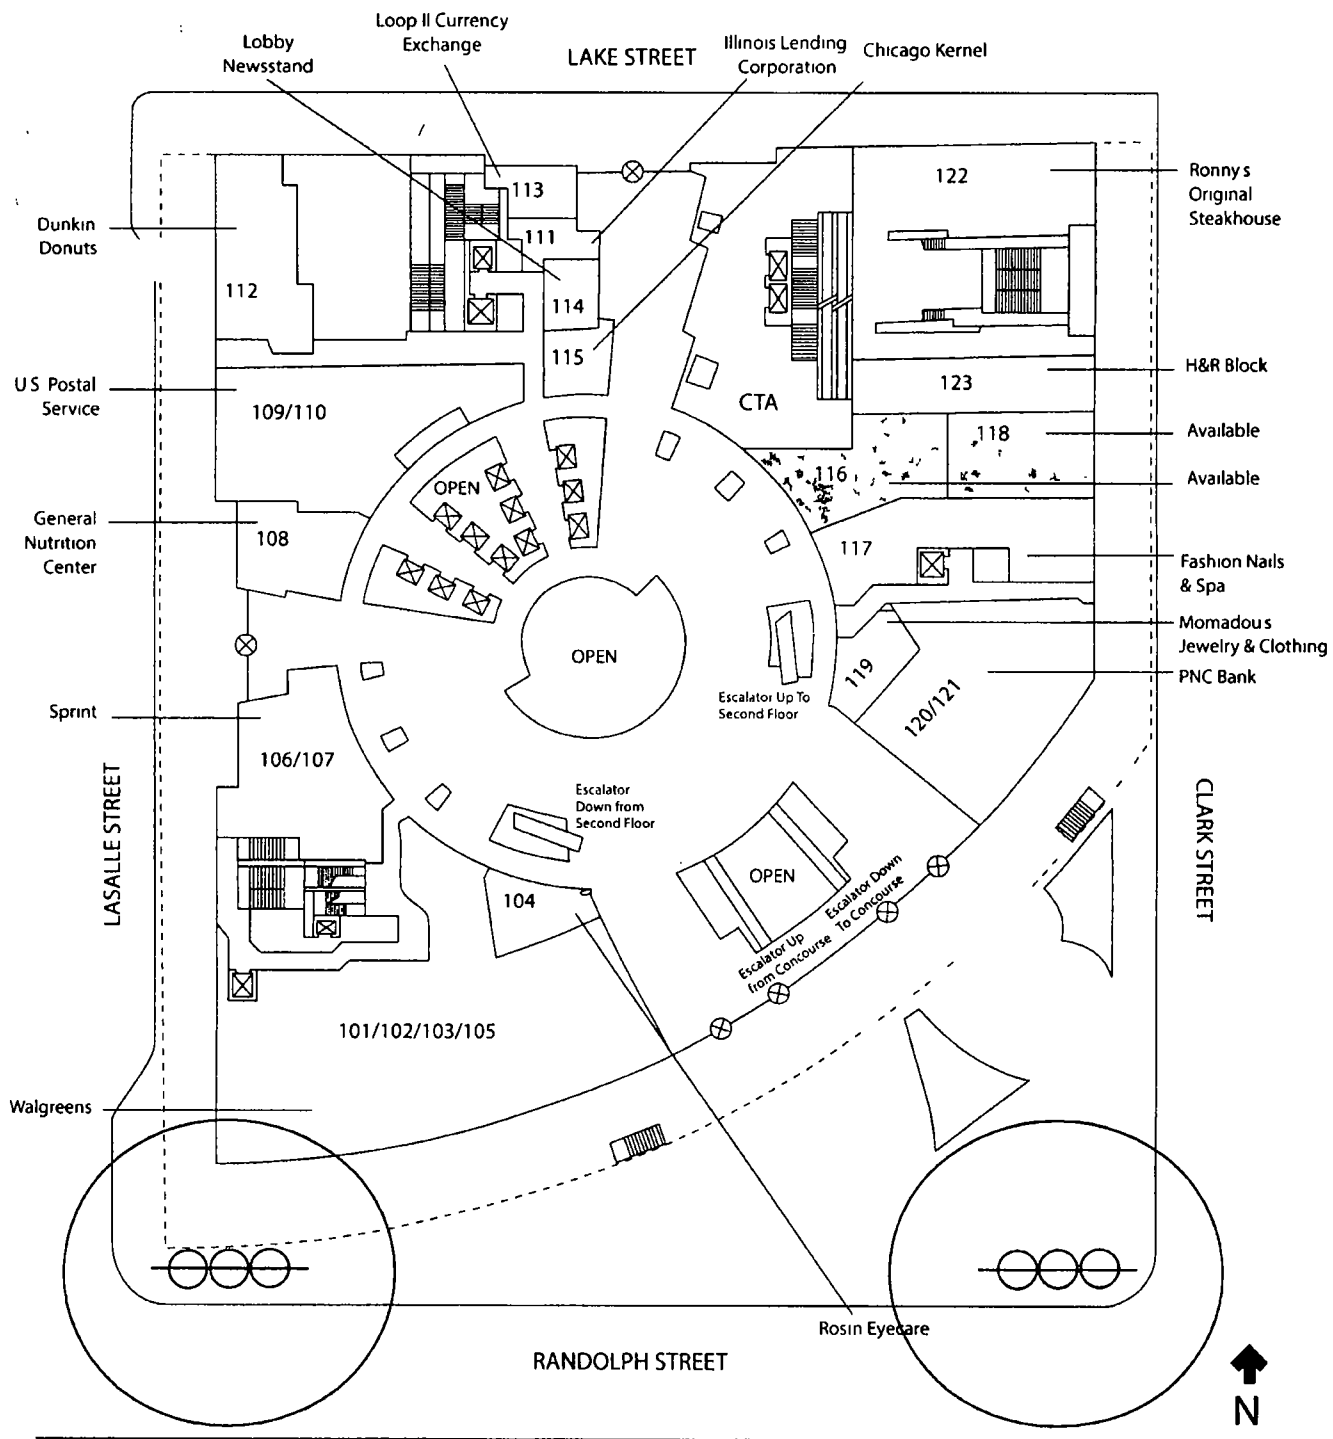 Loop II Currency
Exchange
Lobby
Newsstand
LAKE STREET
Illinois Lending
Corporation
Chicago Kernel
113
122
Ronny s
Original
Steakhouse
Dunkin
Donuts
111
112
114
115
U S Postal
Service
109/110
CTA
123
H&R Block
118
Available
116
Available
OPEN
General
Nutrition
Center
108
117
Fashion Nails
& Spa
Momadou s
Jewelry & Clothing
OPEN
119
PNC Bank
120/121
Escalator Up To
Second Floor
Sprint
106/107
Escalator
Down from
Second Floor
LASALLE STREET
CLARK STREET
OPEN
104
Escalator Down
To Concourse
Escalator Up
from Concourse
101/102/103/105
Walgreens
Rosin Eyecare
RANDOLPH STREET
N